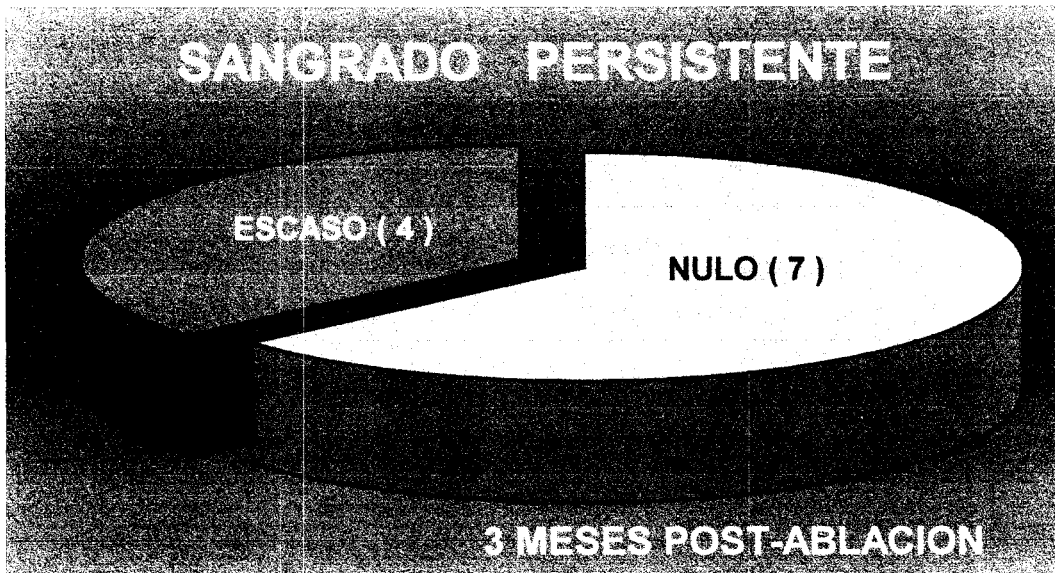 SANGRADO PERSISTENTE
ESCASO ( 4 )
NULO ( 7 )
3 MESES POST-ABLACION